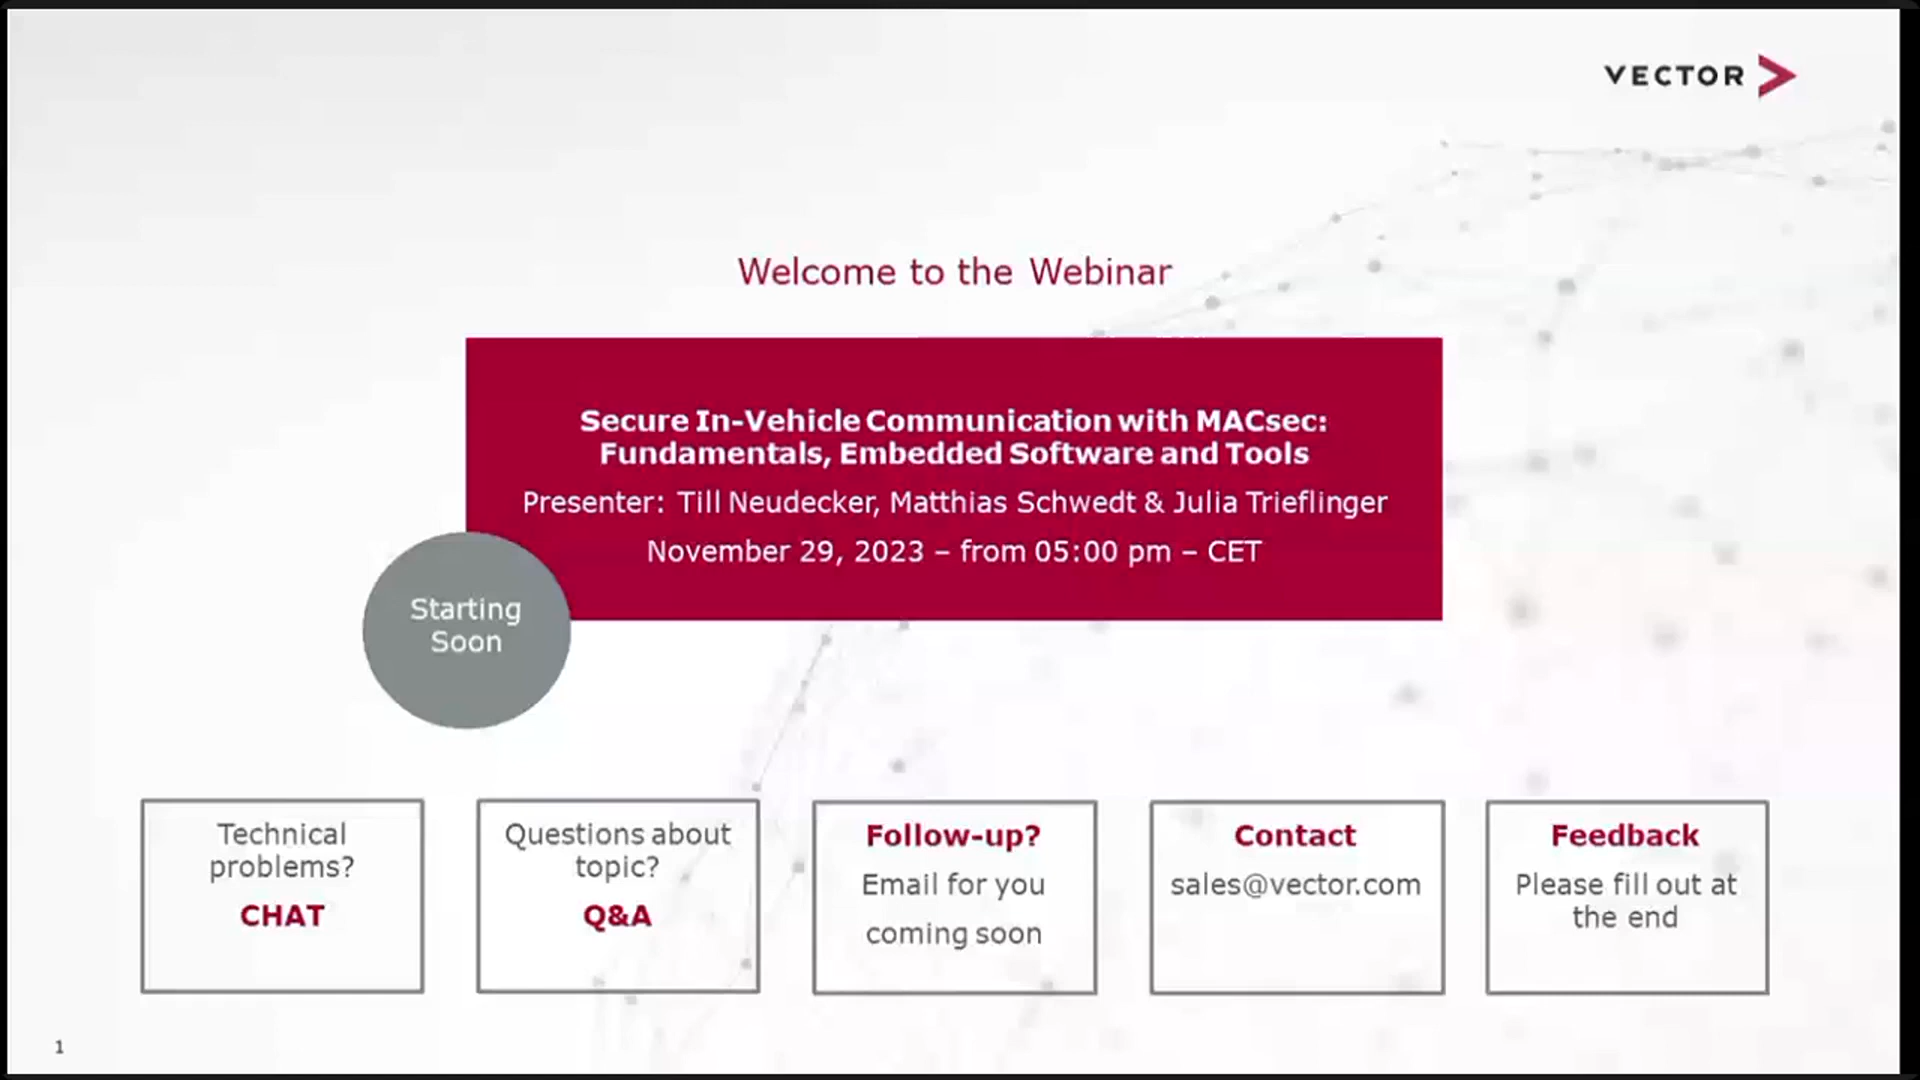 VECTOR
Welcome to the Webinar
Secure In-Vehicle Communication with MACsec:
Fundamentals, Embedded Software and Tools
Presenter: Till Neudecker, Matthias Schwedt & Julia Trieflinger
November 29, 2023 – from 05:00 pm – CET
Starting
Soon
Technical
problems?
CHAT
Questions about
topic?
Q&A
Follow-up?
Email for you
coming soon
Contact
sales@vector.com
Feedback
Please fill out at
the end
1